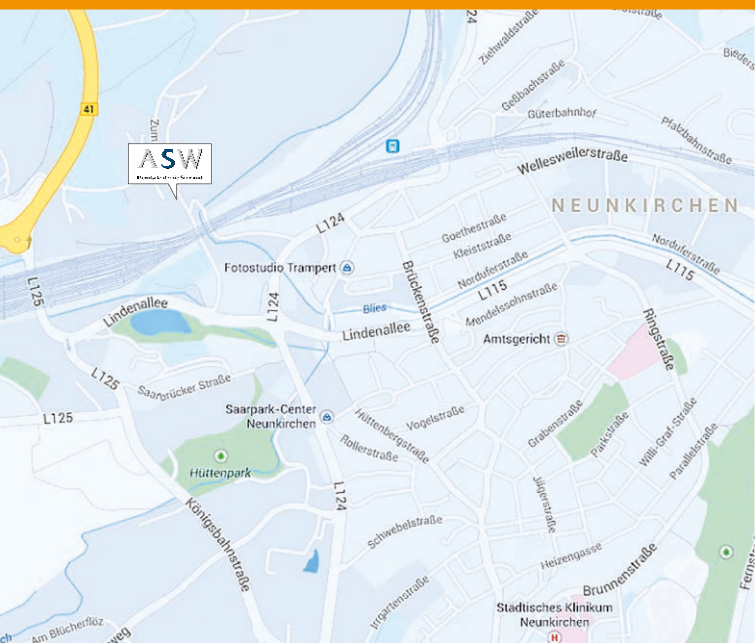 24
Ziehwaldstraße
Geßbachstraße
Güterbahnhof
Pfalzbahnstraße
41
Zum
ASW
Wellesweilerstraße
NEUNKIRCHEN
L124
Goethestraße
Kleiststraße
Norduferstraße
Norduferstraße
L115
L115
Fotostudio Trampert
Brückenstraße
L125
L124
Blies
Lindenallee
Lindenallee
Mendelssohnstraße
Amtsgericht
Ringstraße
L125
Saarbrücker Straße
L125
Saarpark-Center
Neunkirchen
Hüttenbergstraße
Vogelstraße
Rollerstraße
Grabenstraße
Parkstraße
Willi-Graf-Straße
Parallelstraße
Hüttenpark
L124
Königsbahnstraße
Jägerstraße
Schwebelstraße
Heizengasse
Brunnenstraße
Irrgartenstraße
Städtisches Klinikum
Neunkirchen
H
Am Blücherflöz